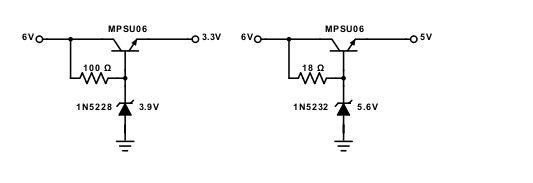 MPSU06
6V
3.3V
100 Ω
1N5228
3.9V
MPSU06
6V
5V
18 Ω
1N5232
5.6V